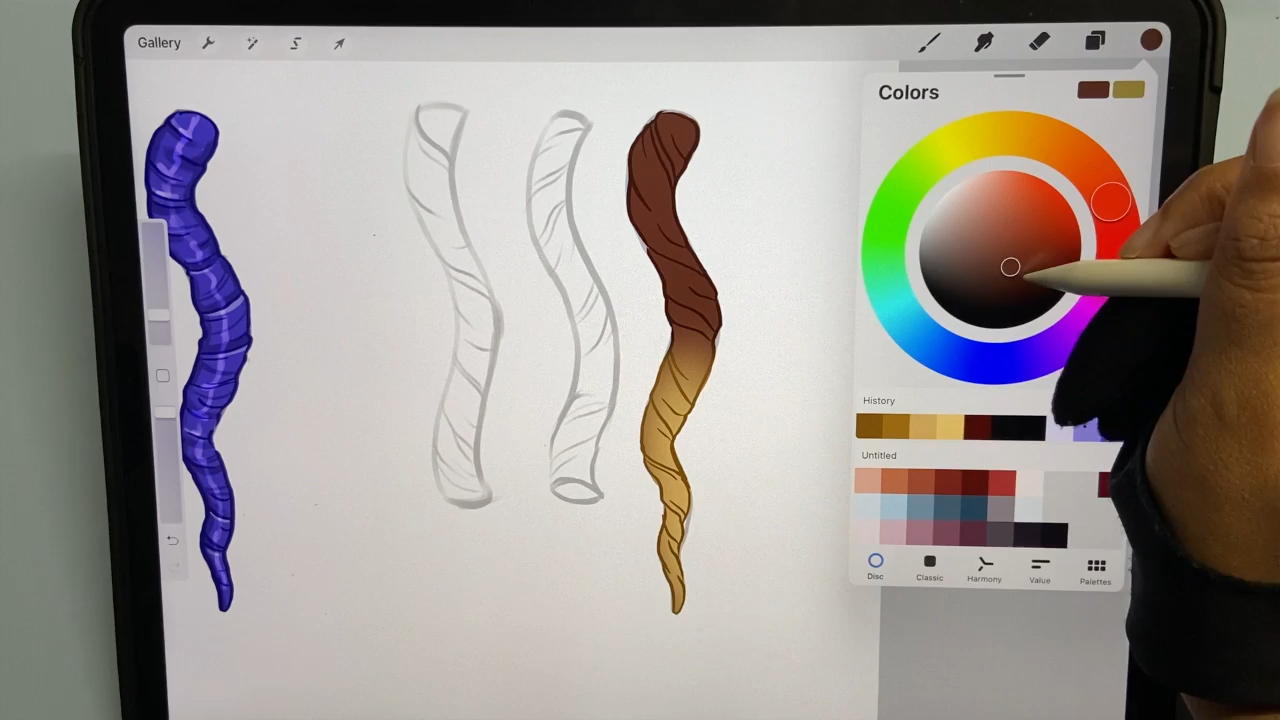 Gallery
Colors
History
Untitled
Disc Classic Harmony Value Palettes